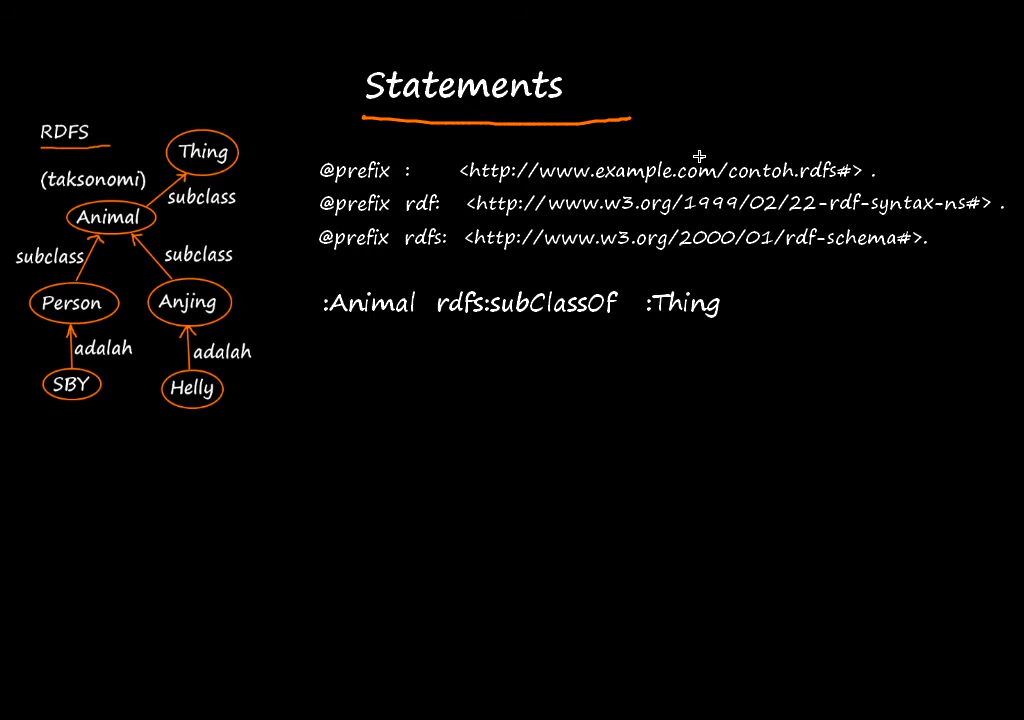 Statements
RDFS
(taksonomi)
Thing
subclass
Animal
subclass
subclass
Person
Anjing
adalah
adalah
SBY
Helly
@prefix : <http://www.example.com/contoh.rdfs#> .
@prefix rdf: <http://www.w3.org/1999/02/22-rdf-syntax-ns#> .
@prefix rdfs: <http://www.w3.org/2000/01/rdf-schema#>.
:Animal rdfs:subClassOf :Thing